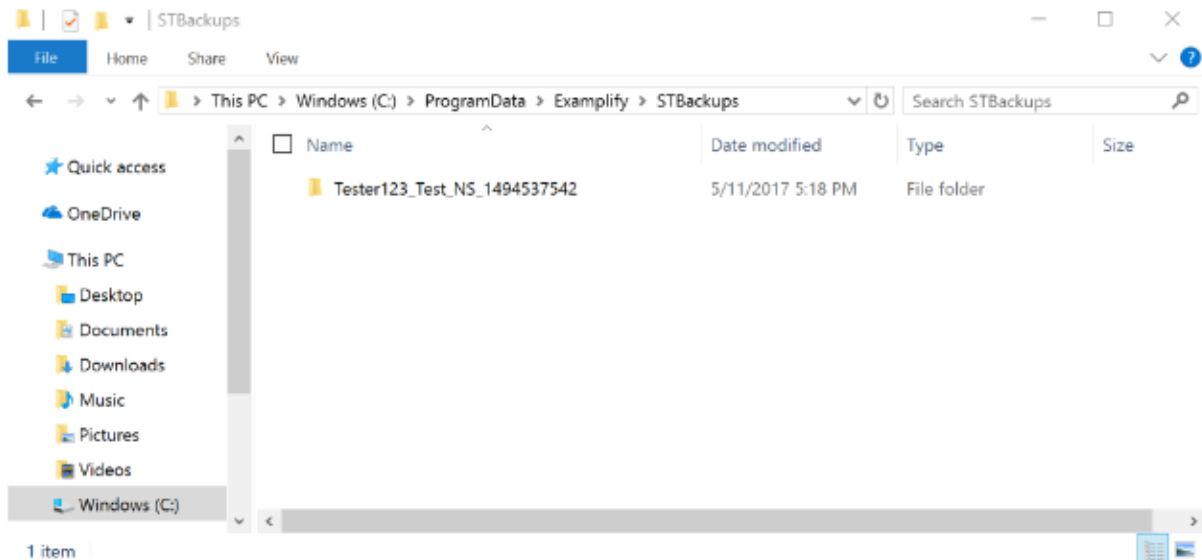 STBackups
File Home Share View
This PC > Windows (C:) > ProgramData > Examplify > STBackups Search STBackups
Name Date modified Type Size
Quick access
Tester123_Test_NS_1494537542 5/11/2017 5:18 PM File folder
OneDrive
This PC
Desktop
Documents
Downloads
Music
Pictures
Videos
Windows (C:)
1 item